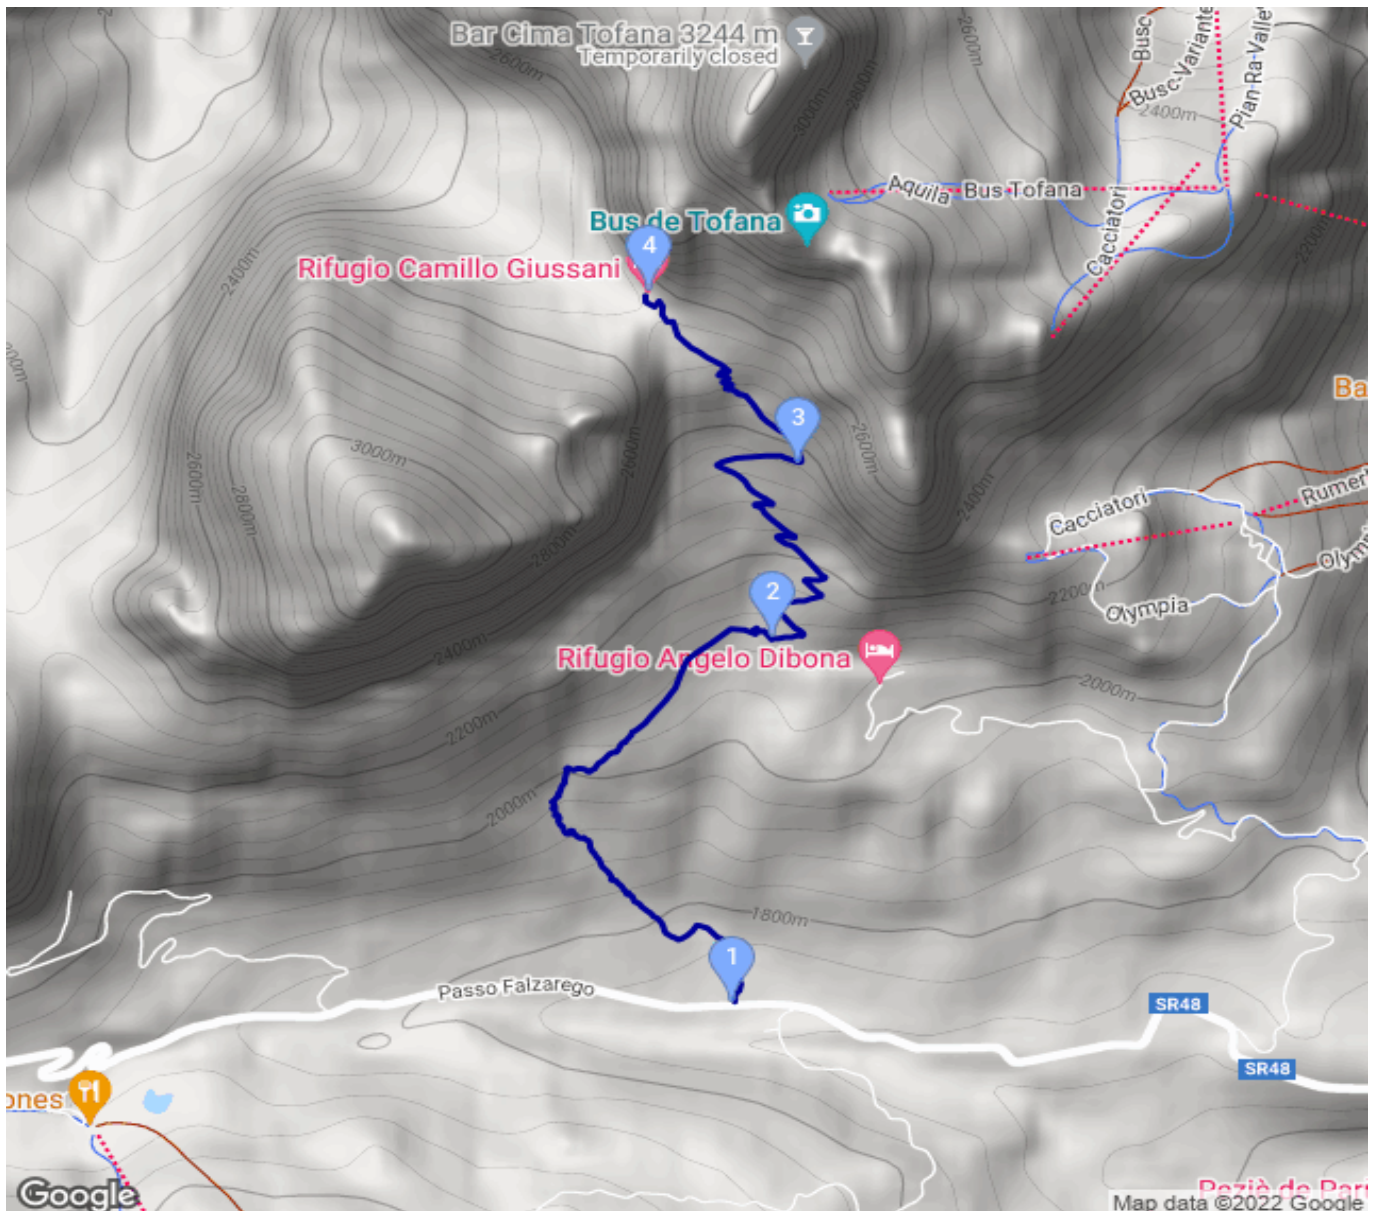 Bar Cima Tofana 3244 m
Temporarily closed
2600m
2600m
2800m
3000m
Busc
Busc-Variante
Pian-Ra-Valle
2400m
Aquila
Bus Tofana
Bus de Tofana
Cacciatori
2200m
4
Rifugio Camillo Giussani
2400m
3
2600m
2600m
2800m
3000m
2600m
2800m
2400m
Cacciatori
Rumer
Olymp
2200m
Olympia
2
2400m
Rifugio Angelo Dibona
2000m
2200m
2000m
1800m
1
Passo Falzarego
SR48
SR48
ones
Google
Map data ©2022 Google